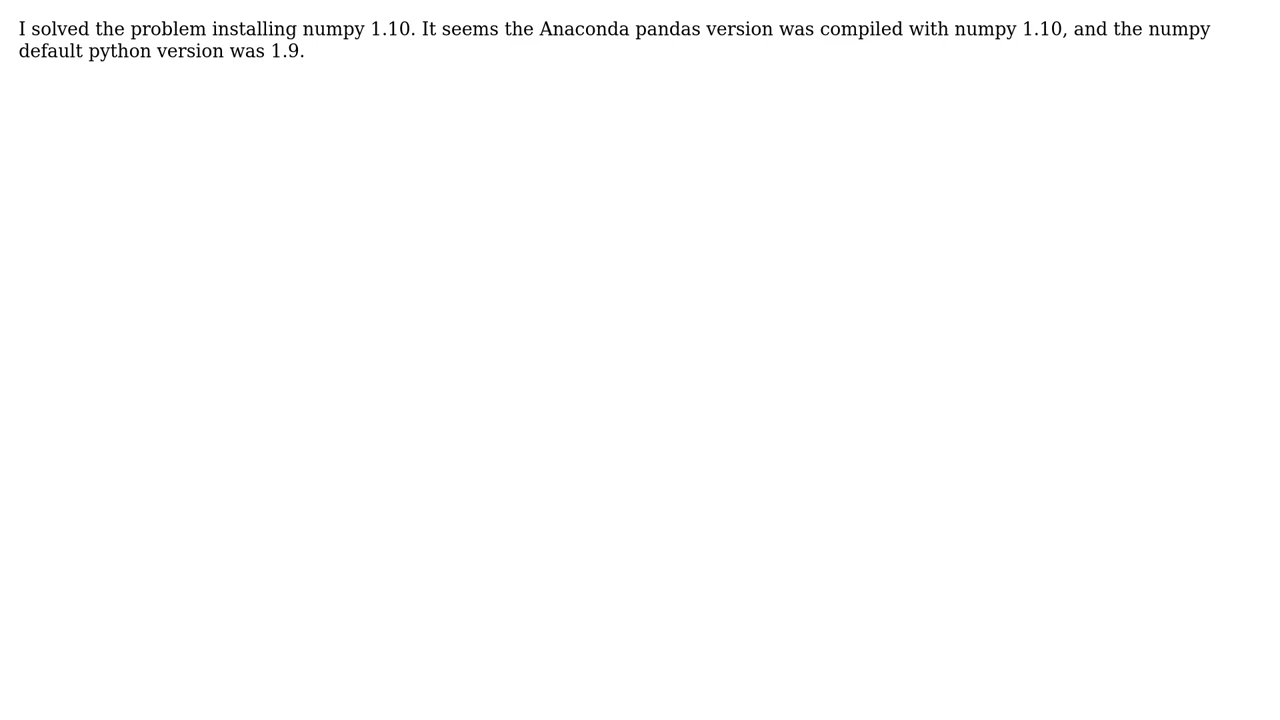 I solved the problem installing numpy 1.10. It seems the Anaconda pandas version was compiled with numpy 1.10, and the numpy
default python version was 1.9.